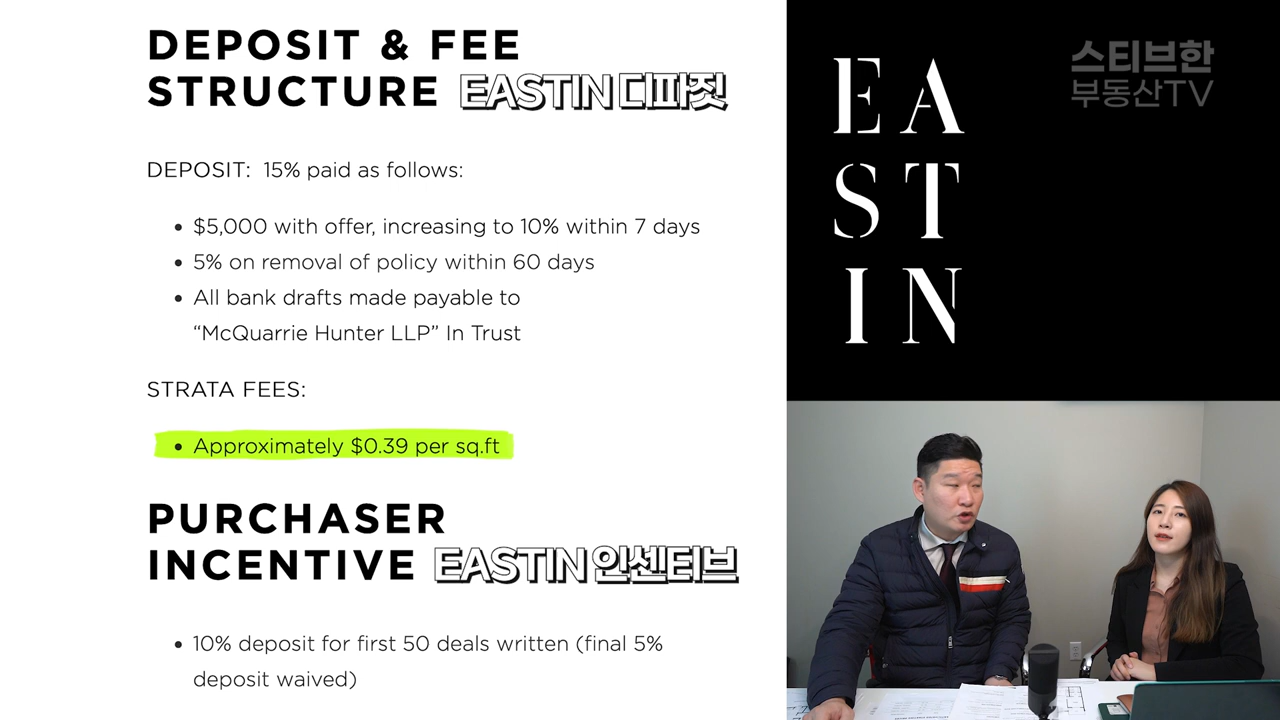 DEPOSIT & FEE
STRUCTURE EASTIN 디파짓
DEPOSIT: 15% paid as follows:
• $5,000 with offer, increasing to 10% within 7 days
• 5% on removal of policy within 60 days
• All bank drafts made payable to
“McQuarrie Hunter LLP” In Trust
STRATA FEES:
• Approximately $0.39 per sq.ft
PURCHASER
INCENTIVE EASTIN 인센티브
• 10% deposit for first 50 deals written (final 5%
deposit waived)
EA
ST
IN
스티브한
부동산TV